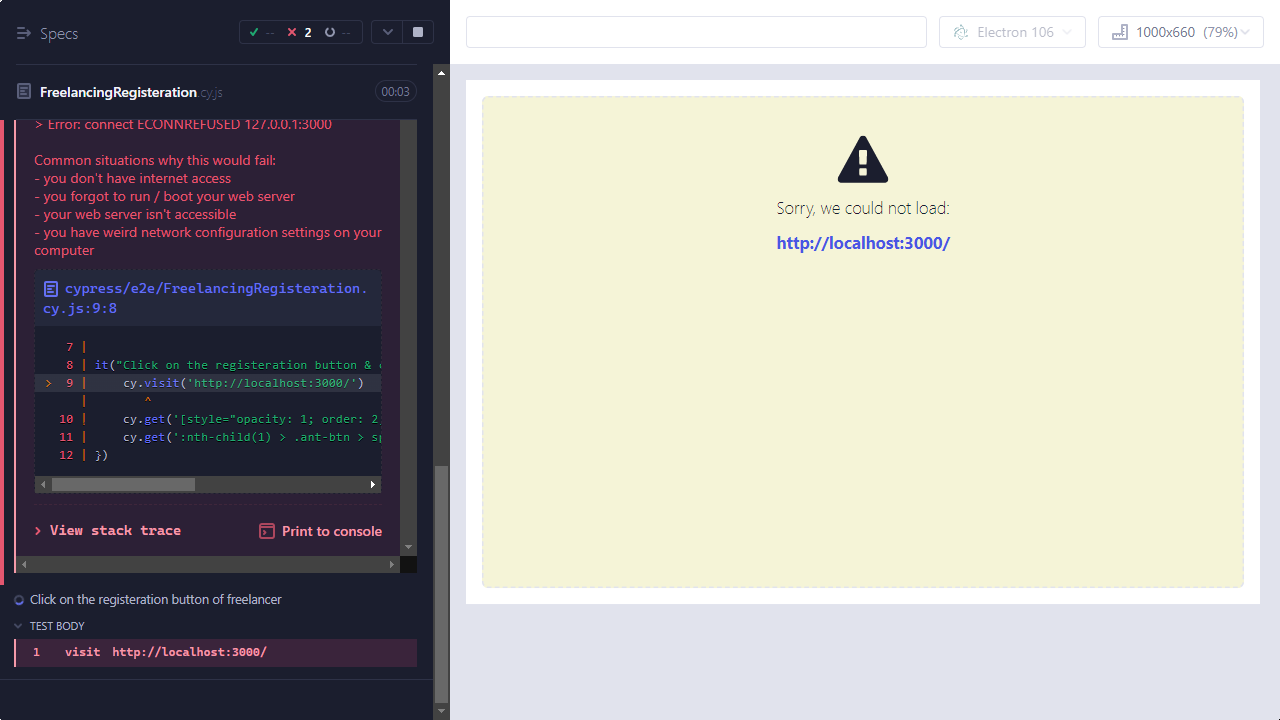 Specs
-- 2 --
FreelancingRegisteration.cy.js 00:03
> Error: connect ECONNREFUSED 127.0.0.1:3000
Common situations why this would fail:
- you don't have internet access
- you forgot to run / boot your web server
- your web server isn't accessible
- you have weird network configuration settings on your
computer
cypress/e2e/FreelancingRegisteration.
cy.js:9:8
7 |
8 | it("Click on the registeration button &
> 9 | cy.visit('http://localhost:3000/')
| ^
10 | cy.get('[style="opacity: 1; order: 2;
11 | cy.get(':nth-child(1) > .ant-btn > sp
12 | })
> View stack trace
Print to console
Click on the registeration button of freelancer
TEST BODY
1 visit http://localhost:3000/
Electron 106
1000x660 (79%)
Sorry, we could not load:
http://localhost:3000/